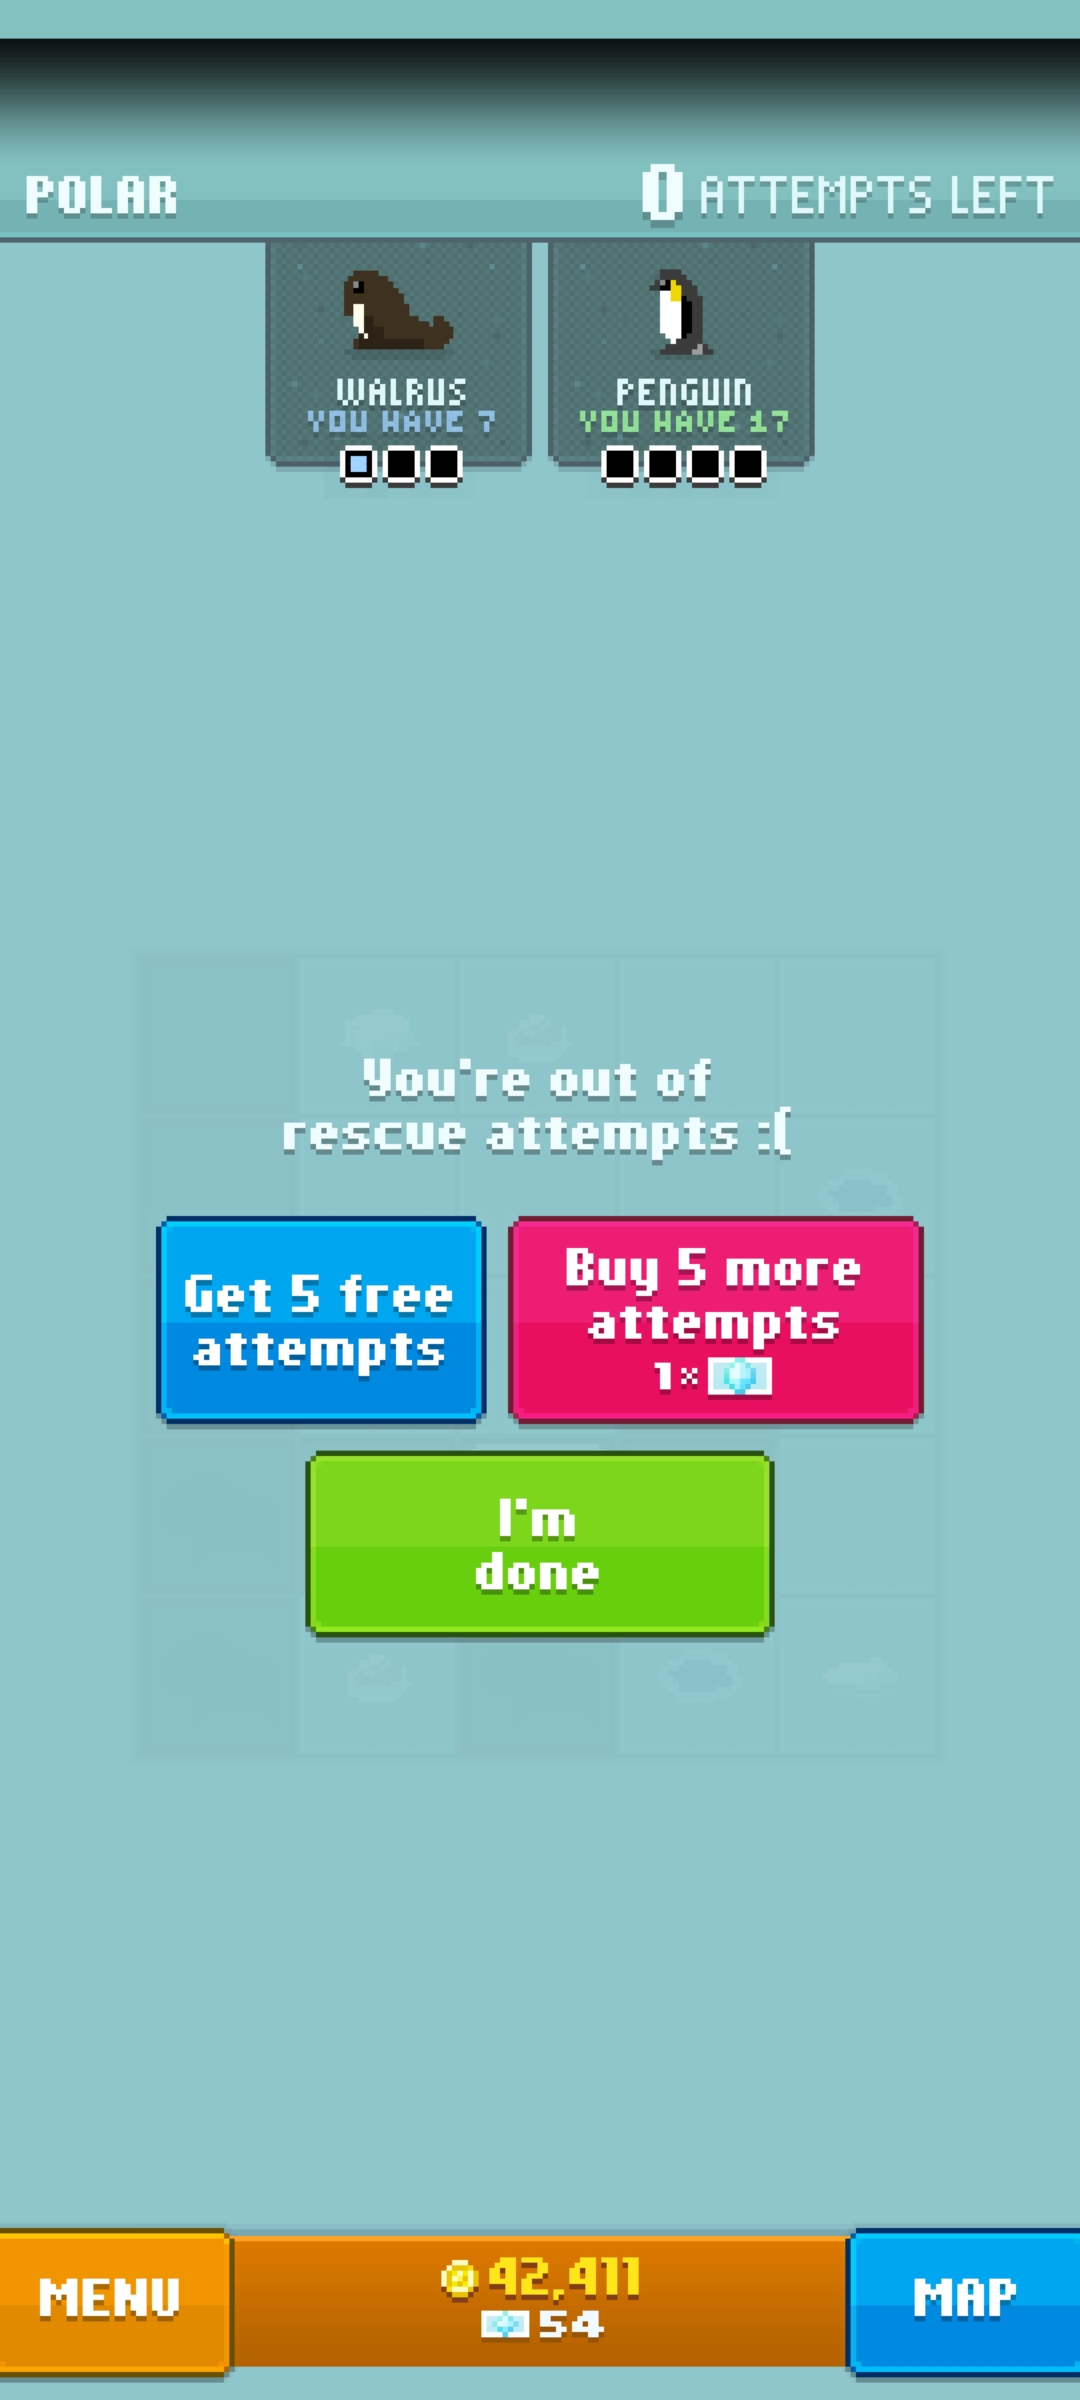 POLAR
0 ATTEMPTS LEFT
WALRUS
YOU HAVE 7
PENGUIN
YOU HAVE 17
You're out of
rescue attempts :(
Get 5 free
attempts
Buy 5 more
attempts
1×
I'm
done
MENU
42,411
54
MAP